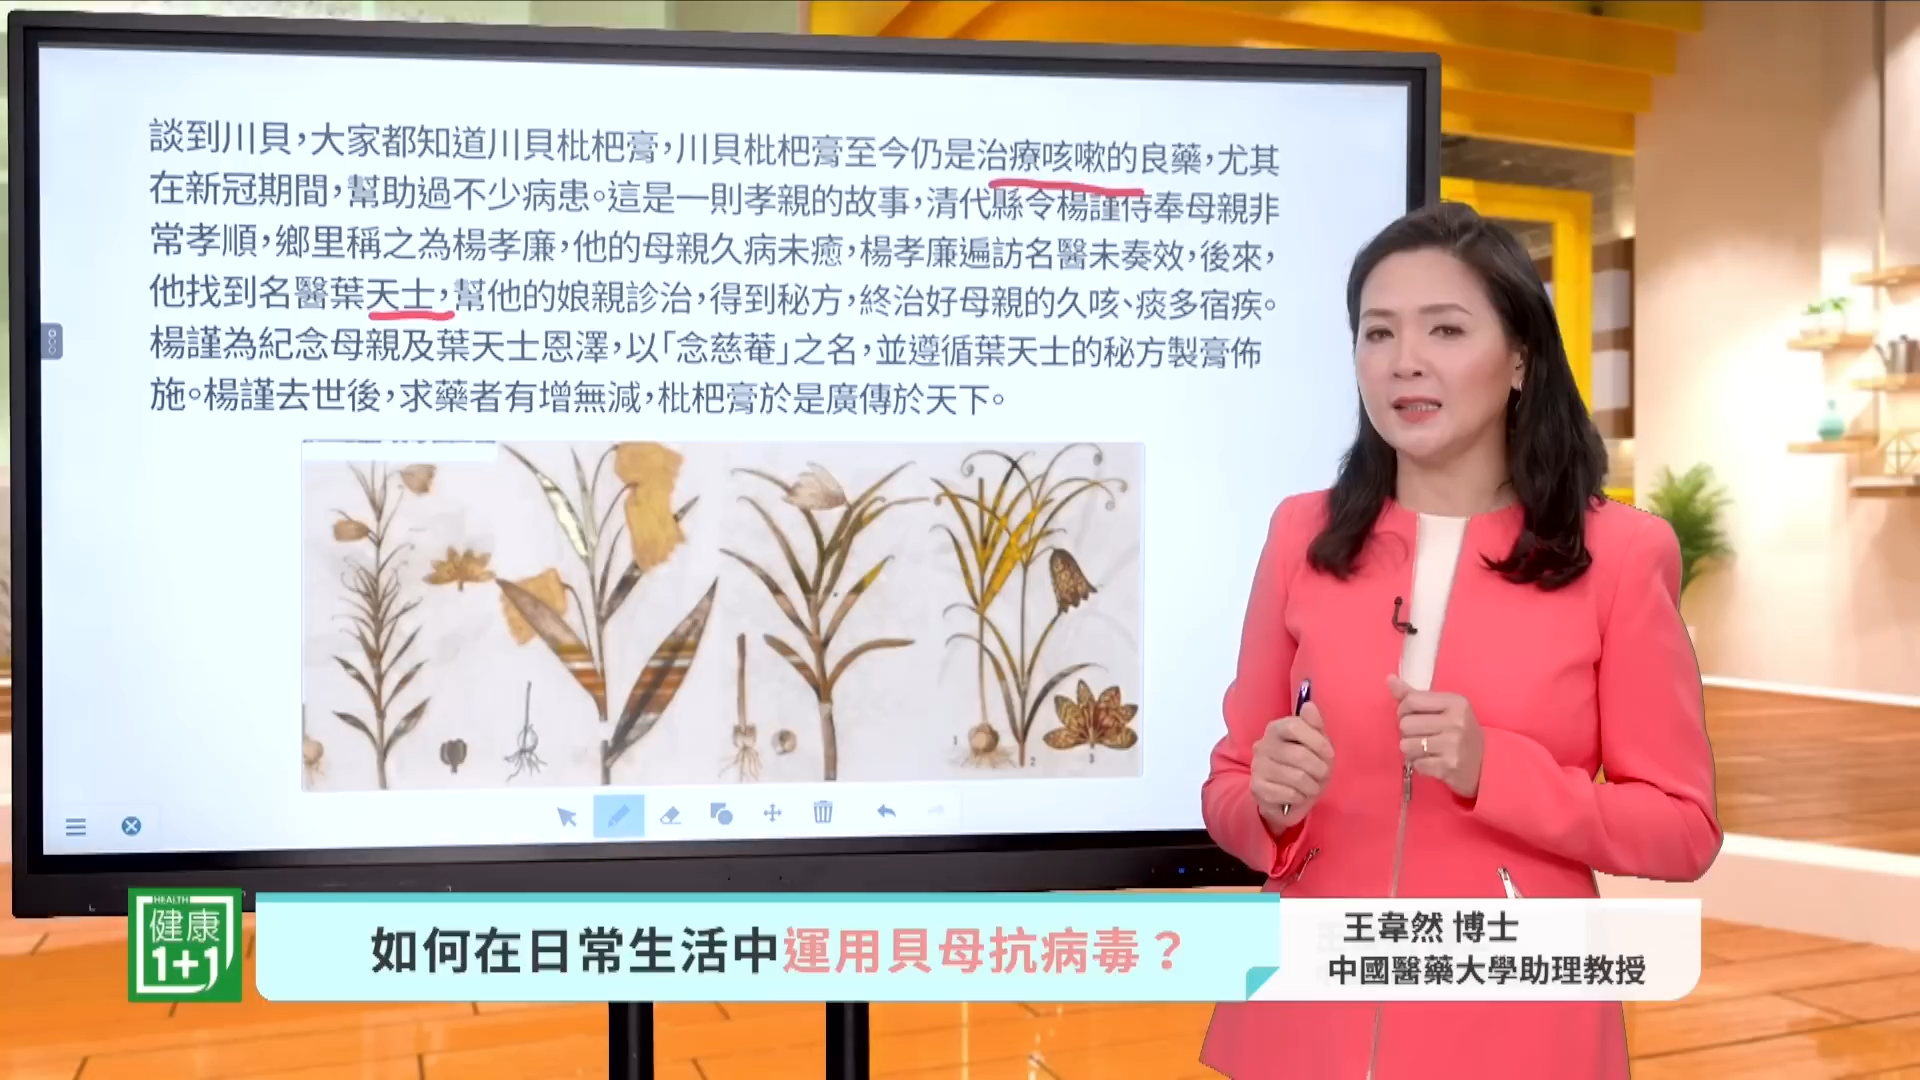 談到川貝，大家都知道川貝枇杷膏，川貝枇杷膏至今仍是治療咳嗽的良藥，尤其
在新冠期間，幫助過不少病患。這是一則孝親的故事，清代縣令楊謹侍奉母親非
常孝順，鄉里稱之為楊孝廉，他的母親久病未癒，楊孝廉遍訪名醫未奏效，後來，
他找到名醫葉天士，幫他的娘親診治，得到秘方，終治好母親的久咳、痰多宿疾。
楊謹為紀念母親及葉天士恩澤，以「念慈菴」之名，並遵循葉天士的秘方製膏佈
施。楊謹去世後，求藥者有增無減，枇杷膏於是廣傳於天下。
1
2
3
HEALTH
健康
1+1
如何在日常生活中運用貝母抗病毒？
王韋然 博士
中國醫藥大學助理教授